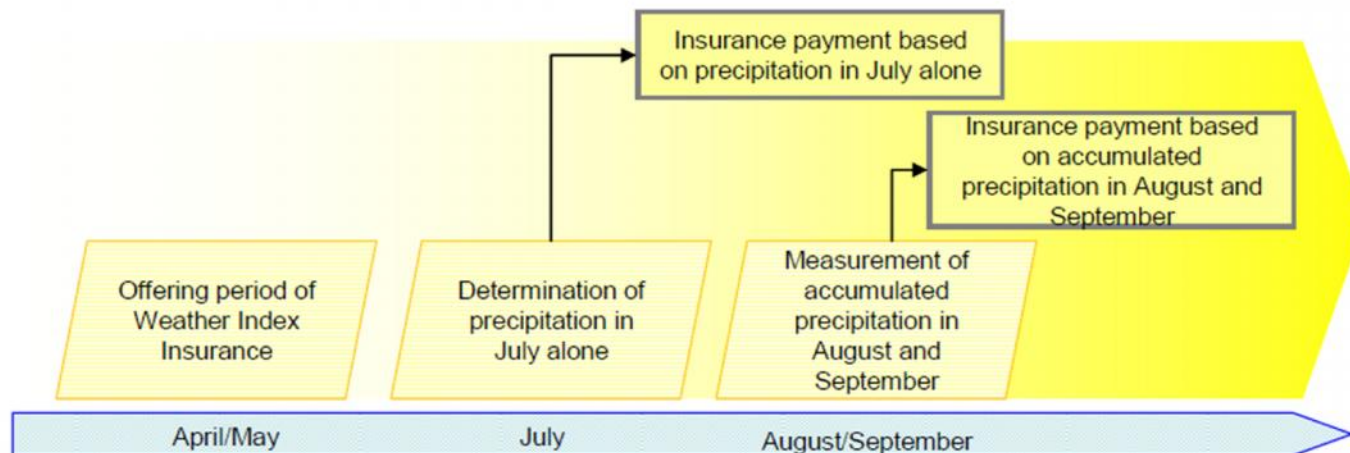 Insurance payment based
on precipitation in July alone
Insurance payment based
on accumulated
precipitation in August and
September
Offering period of
Weather Index
Insurance
Determination of
precipitation in
July alone
Measurement of
accumulated
precipitation in
August and
September
April/May
July
August/September